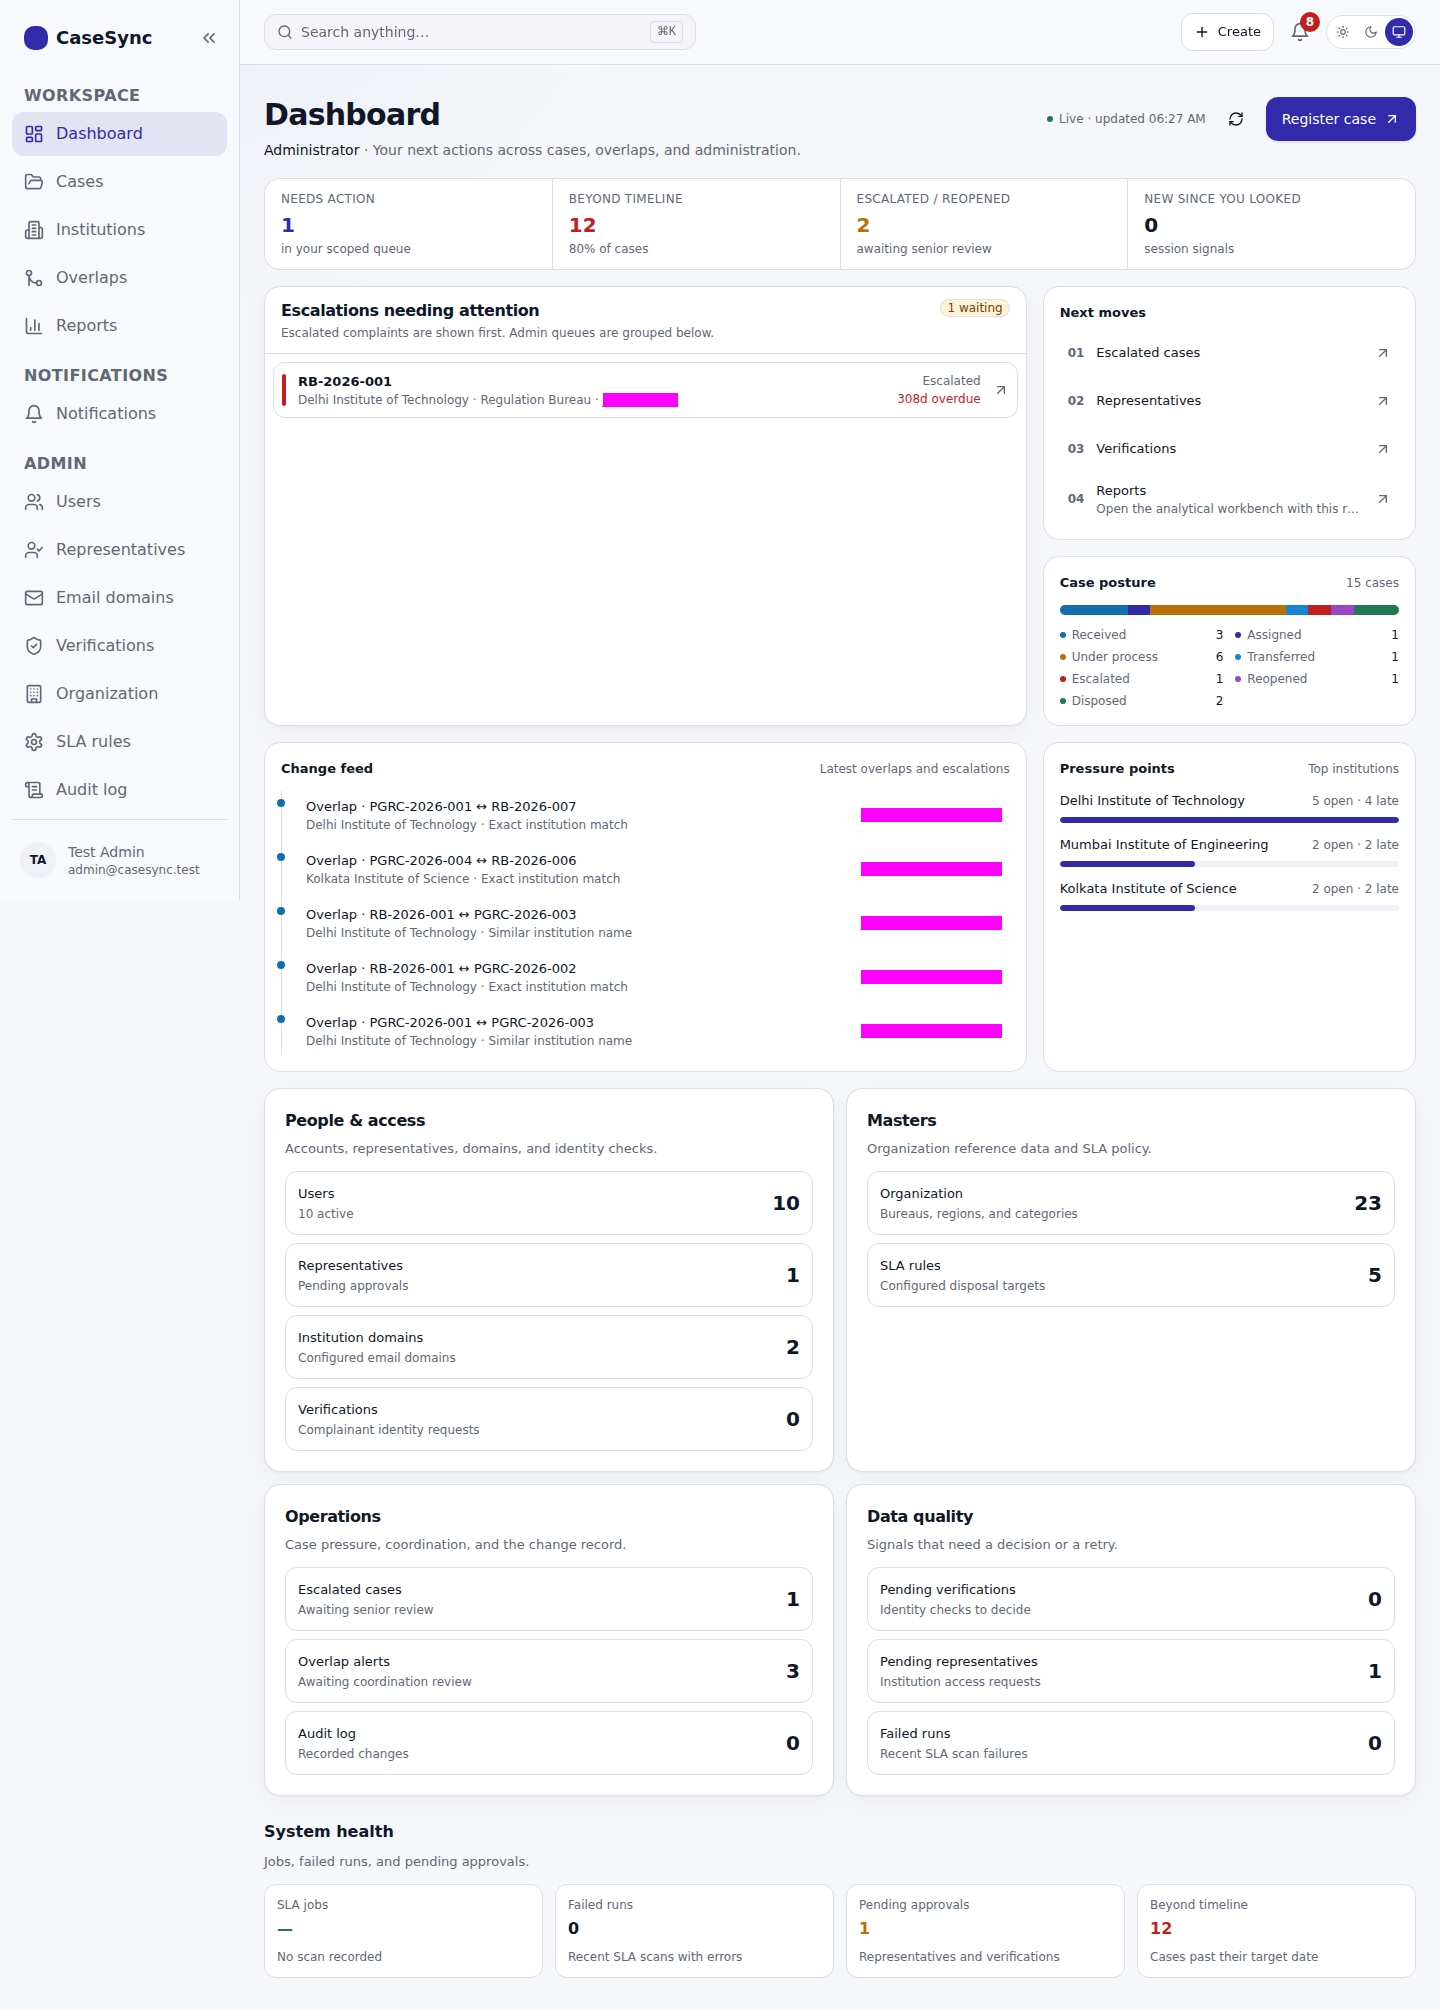 CaseSync
Search anything...
⌘K
Create
8
WORKSPACE
Dashboard
Cases
Institutions
Overlaps
Reports
NOTIFICATIONS
Notifications
ADMIN
Users
Representatives
Email domains
Verifications
Organization
SLA rules
Audit log
TA
Test Admin
admin@casesync.test
Dashboard
Administrator · Your next actions across cases, overlaps, and administration.
Live · updated 06:27 AM
Register case
NEEDS ACTION
1
in your scoped queue
BEYOND TIMELINE
12
80% of cases
ESCALATED / REOPENED
2
awaiting senior review
NEW SINCE YOU LOOKED
0
session signals
Escalations needing attention
1 waiting
Escalated complaints are shown first. Admin queues are grouped below.
RB-2026-001
Delhi Institute of Technology · Regulation Bureau ·
Escalated
308d overdue
Next moves
01 Escalated cases
02 Representatives
03 Verifications
04 Reports
Open the analytical workbench with this r...
Case posture
15 cases
Received 3
Assigned 1
Under process 6
Transferred 1
Escalated 1
Reopened 1
Disposed 2
Change feed
Latest overlaps and escalations
Overlap · PGRC-2026-001 ↔ RB-2026-007
Delhi Institute of Technology · Exact institution match
Overlap · PGRC-2026-004 ↔ RB-2026-006
Kolkata Institute of Science · Exact institution match
Overlap · RB-2026-001 ↔ PGRC-2026-003
Delhi Institute of Technology · Similar institution name
Overlap · RB-2026-001 ↔ PGRC-2026-002
Delhi Institute of Technology · Exact institution match
Overlap · PGRC-2026-001 ↔ PGRC-2026-003
Delhi Institute of Technology · Similar institution name
Pressure points
Top institutions
Delhi Institute of Technology 5 open · 4 late
Mumbai Institute of Engineering 2 open · 2 late
Kolkata Institute of Science 2 open · 2 late
People & access
Accounts, representatives, domains, and identity checks.
Users
10 active
10
Representatives
Pending approvals
1
Institution domains
Configured email domains
2
Verifications
Complainant identity requests
0
Masters
Organization reference data and SLA policy.
Organization
Bureaus, regions, and categories
23
SLA rules
Configured disposal targets
5
Operations
Case pressure, coordination, and the change record.
Escalated cases
Awaiting senior review
1
Overlap alerts
Awaiting coordination review
3
Audit log
Recorded changes
0
Data quality
Signals that need a decision or a retry.
Pending verifications
Identity checks to decide
0
Pending representatives
Institution access requests
1
Failed runs
Recent SLA scan failures
0
System health
Jobs, failed runs, and pending approvals.
SLA jobs
—
No scan recorded
Failed runs
0
Recent SLA scans with errors
Pending approvals
1
Representatives and verifications
Beyond timeline
12
Cases past their target date